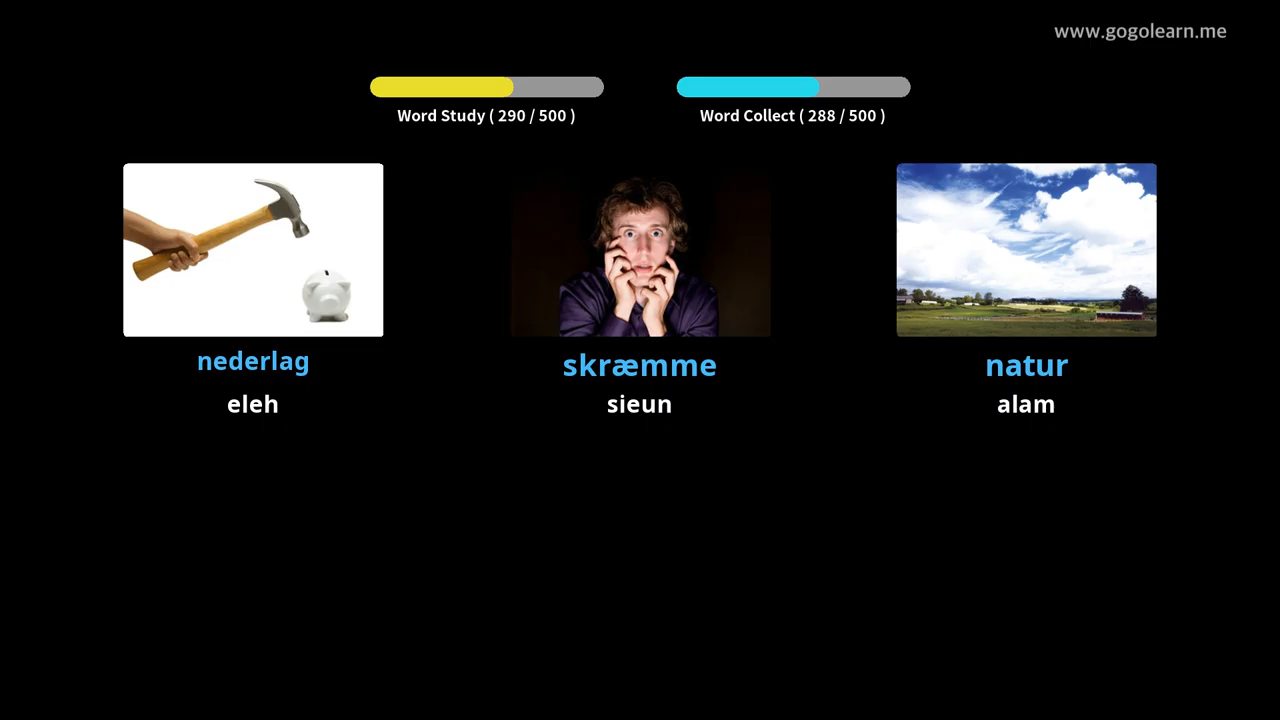 www.gogolearn.me
Word Study ( 290 / 500 )
Word Collect ( 288 / 500 )
nederlag
skræmme
natur
eleh
sieun
alam